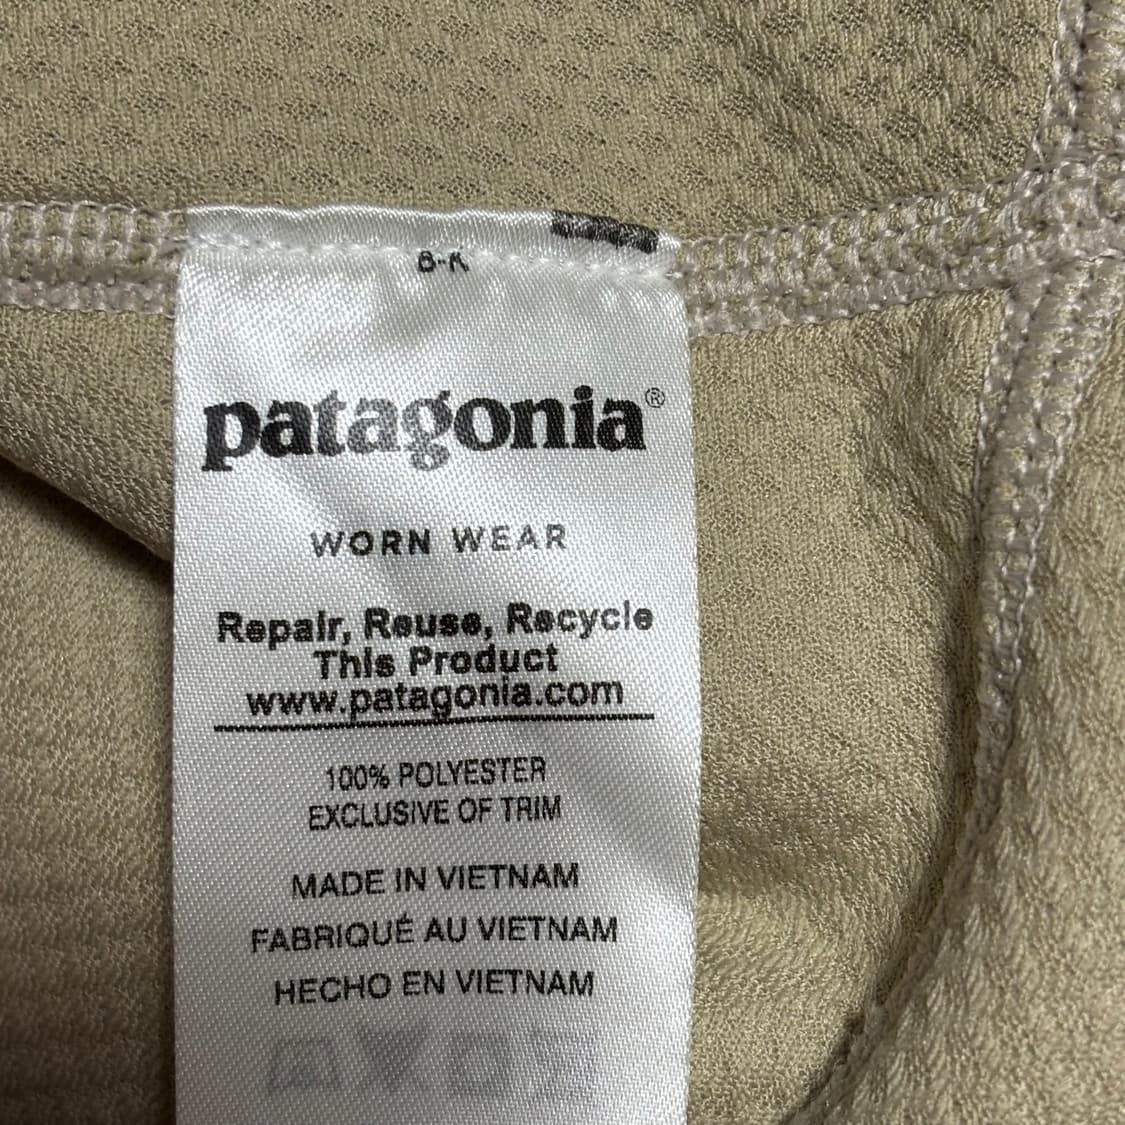 patagonia®
WORN WEAR
Repair, Reuse, Recycle
This Product
www.patagonia.com
100% POLYESTER
EXCLUSIVE OF TRIM
MADE IN VIETNAM
FABRIQUÉ AU VIETNAM
HECHO EN VIETNAM